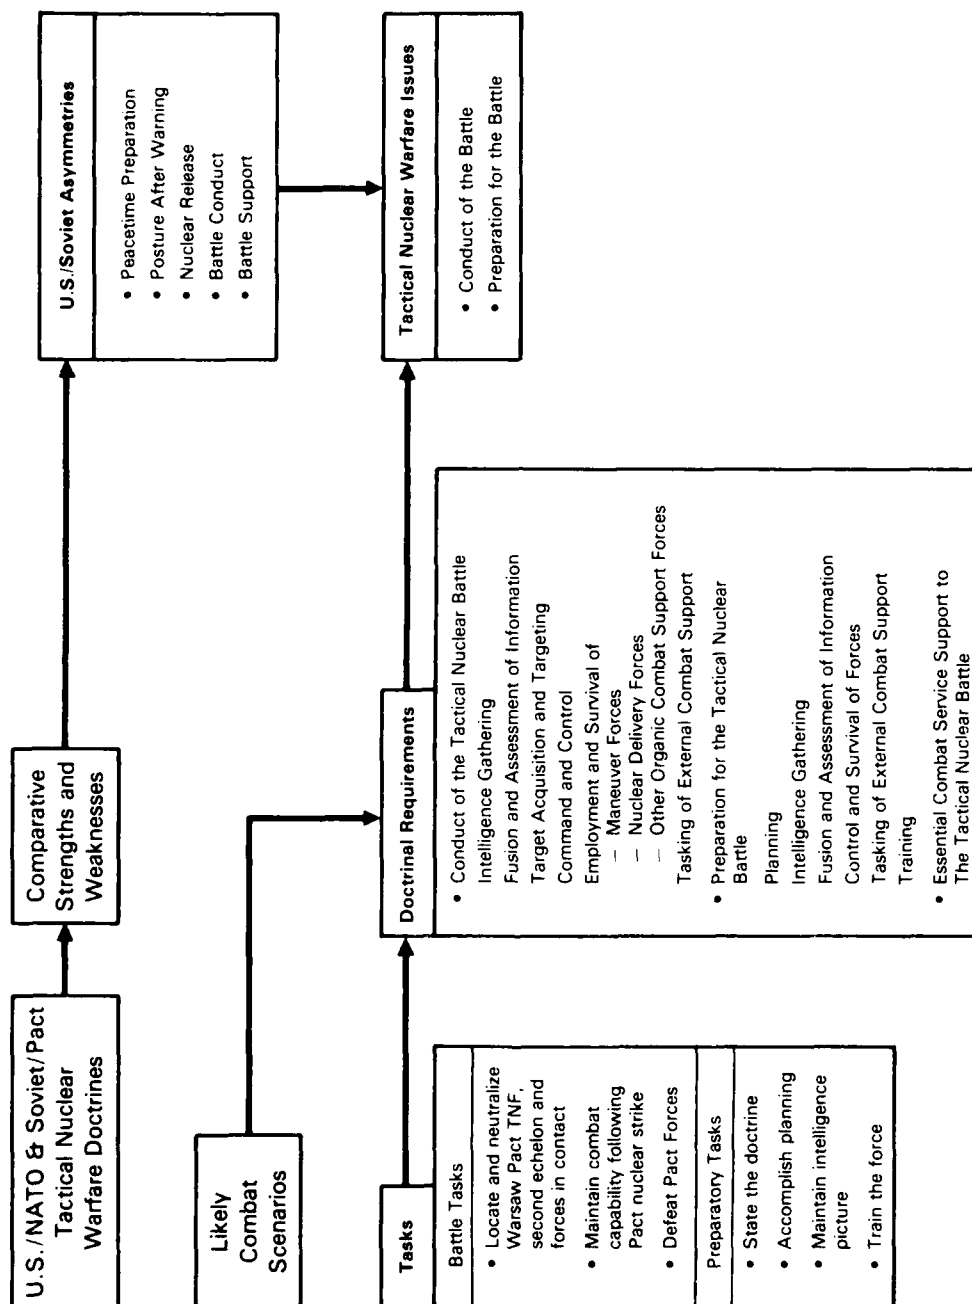 U.S./NATO & Soviet/Pact
Tactical Nuclear
Warfare Doctrines
Comparative
Strengths and
Weaknesses
U.S./Soviet Asymmetries
• Peacetime Preparation
• Posture After Warning
• Nuclear Release
• Battle Conduct
• Battle Support
Likely
Combat
Scenarios
Tasks
Battle Tasks
• Locate and neutralize
Warsaw Pact TNF,
second echelon and
forces in contact
• Maintain combat
capability following
Pact nuclear strike
• Defeat Pact Forces
Preparatory Tasks
• State the doctrine
• Accomplish planning
• Maintain intelligence
picture
• Train the force
Doctrinal Requirements
• Conduct of the Tactical Nuclear Battle
Intelligence Gathering
Fusion and Assessment of Information
Target Acquisition and Targeting
Command and Control
Employment and Survival of
— Maneuver Forces
— Nuclear Delivery Forces
— Other Organic Combat Support Forces
Tasking of External Combat Support
• Preparation for the Tactical Nuclear
Battle
Planning
Intelligence Gathering
Fusion and Assessment of Information
Control and Survival of Forces
Tasking of External Combat Support
Training
• Essential Combat Service Support to
The Tactical Nuclear Battle
Tactical Nuclear Warfare Issues
• Conduct of the Battle
• Preparation for the Battle